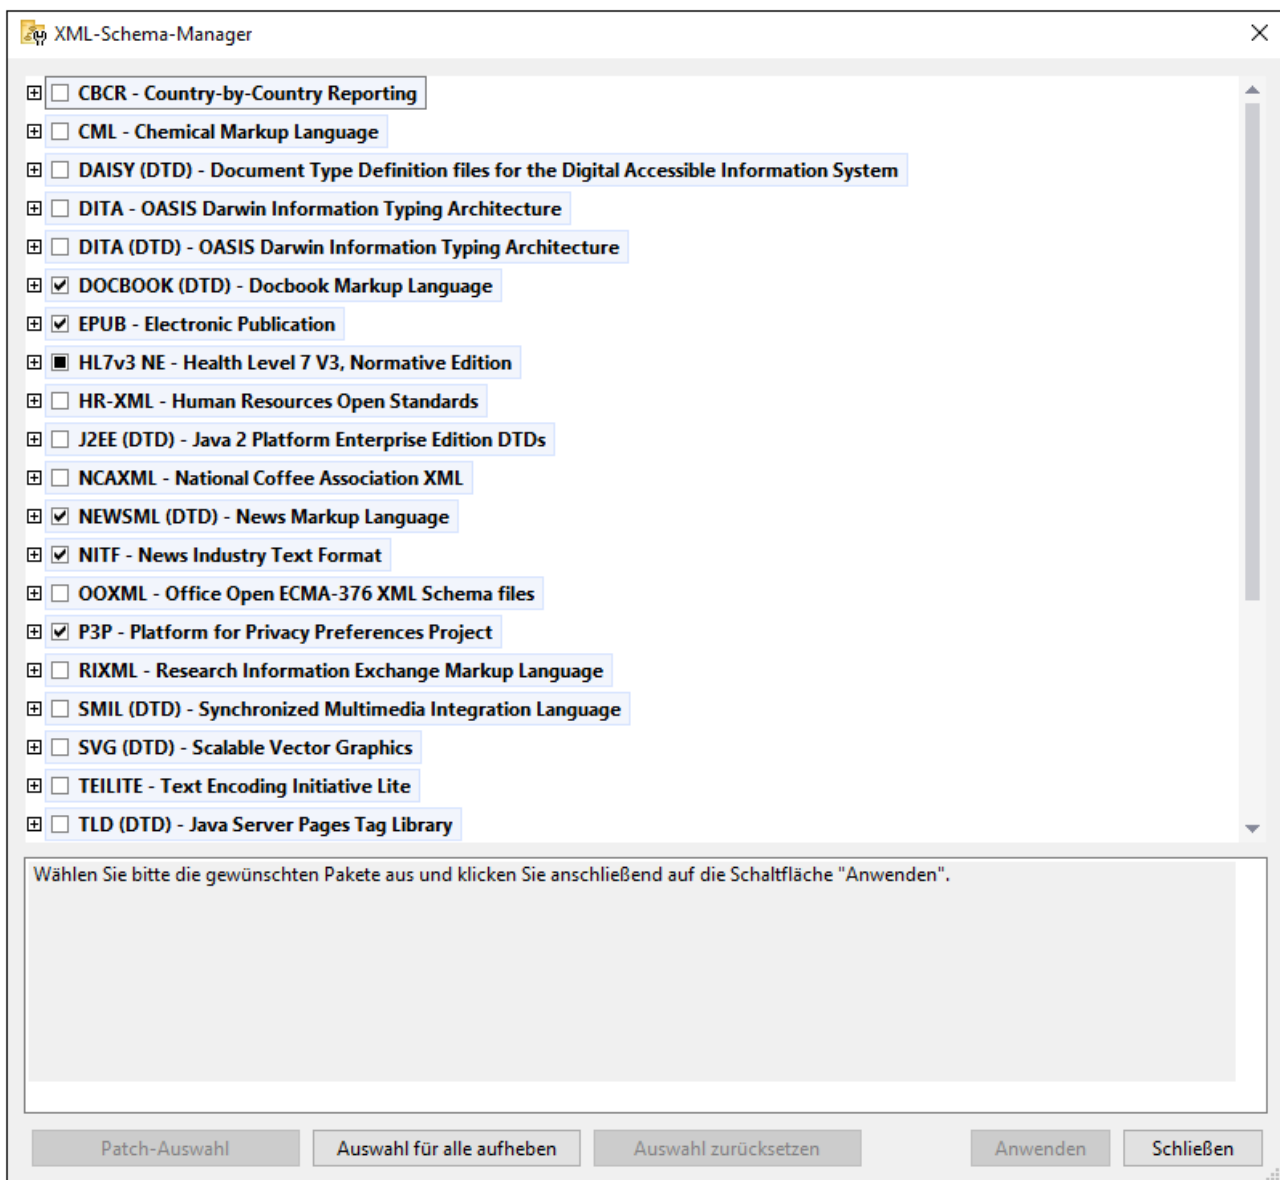 XML-Schema-Manager
CBCR - Country-by-Country Reporting
CML - Chemical Markup Language
DAISY (DTD) - Document Type Definition files for the Digital Accessible Information System
DITA - OASIS Darwin Information Typing Architecture
DITA (DTD) - OASIS Darwin Information Typing Architecture
DOCBOOK (DTD) - Docbook Markup Language
EPUB - Electronic Publication
HL7v3 NE - Health Level 7 V3, Normative Edition
HR-XML - Human Resources Open Standards
J2EE (DTD) - Java 2 Platform Enterprise Edition DTDs
NCAXML - National Coffee Association XML
NEWSML (DTD) - News Markup Language
NITF - News Industry Text Format
OOXML - Office Open ECMA-376 XML Schema files
P3P - Platform for Privacy Preferences Project
RIXML - Research Information Exchange Markup Language
SMIL (DTD) - Synchronized Multimedia Integration Language
SVG (DTD) - Scalable Vector Graphics
TEILITE - Text Encoding Initiative Lite
TLD (DTD) - Java Server Pages Tag Library
Wählen Sie bitte die gewünschten Pakete aus und klicken Sie anschließend auf die Schaltfläche "Anwenden".
Patch-Auswahl Auswahl für alle aufheben Auswahl zurücksetzen Anwenden Schließen